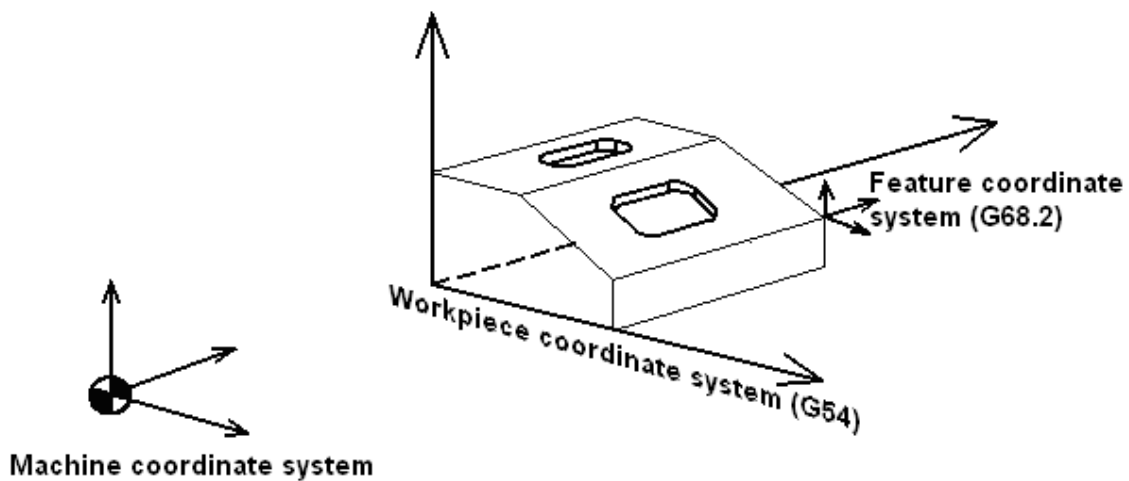 Feature coordinate
system (G68.2)
Workpiece coordinate system (G54)
Machine coordinate system